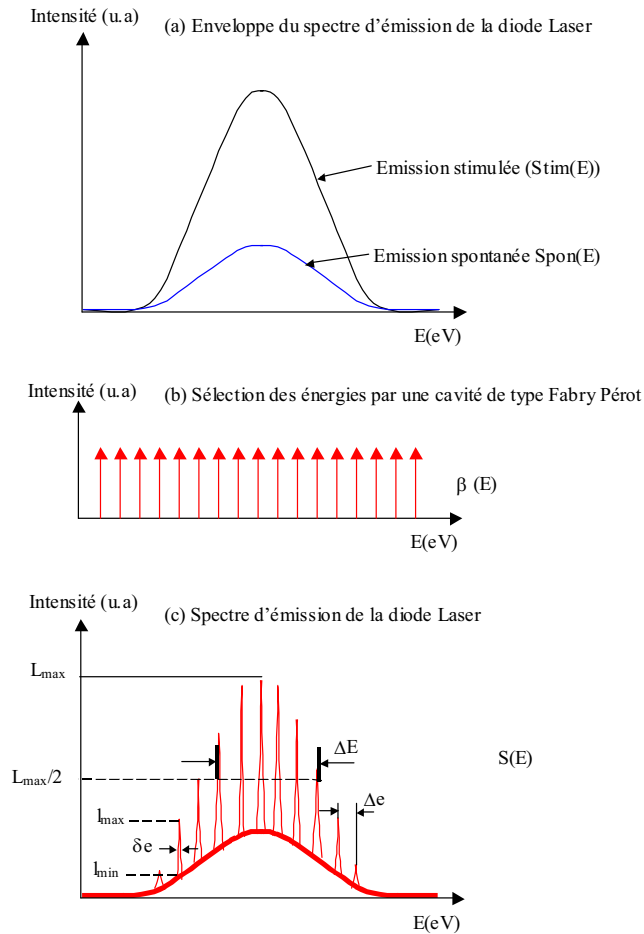 Intensité (u.a)
(a) Enveloppe du spectre d'émission de la diode Laser
Emission stimulée (Stim(E))
Emission spontanée Spon(E)
E(eV)
Intensité (u.a)
(b) Sélection des énergies par une cavité de type Fabry Pérot
β (E)
E(eV)
Intensité (u.a)
(c) Spectre d'émission de la diode Laser
Lmax
ΔE
S(E)
Lmax/2
Δe
lmax
δe
lmin
E(eV)